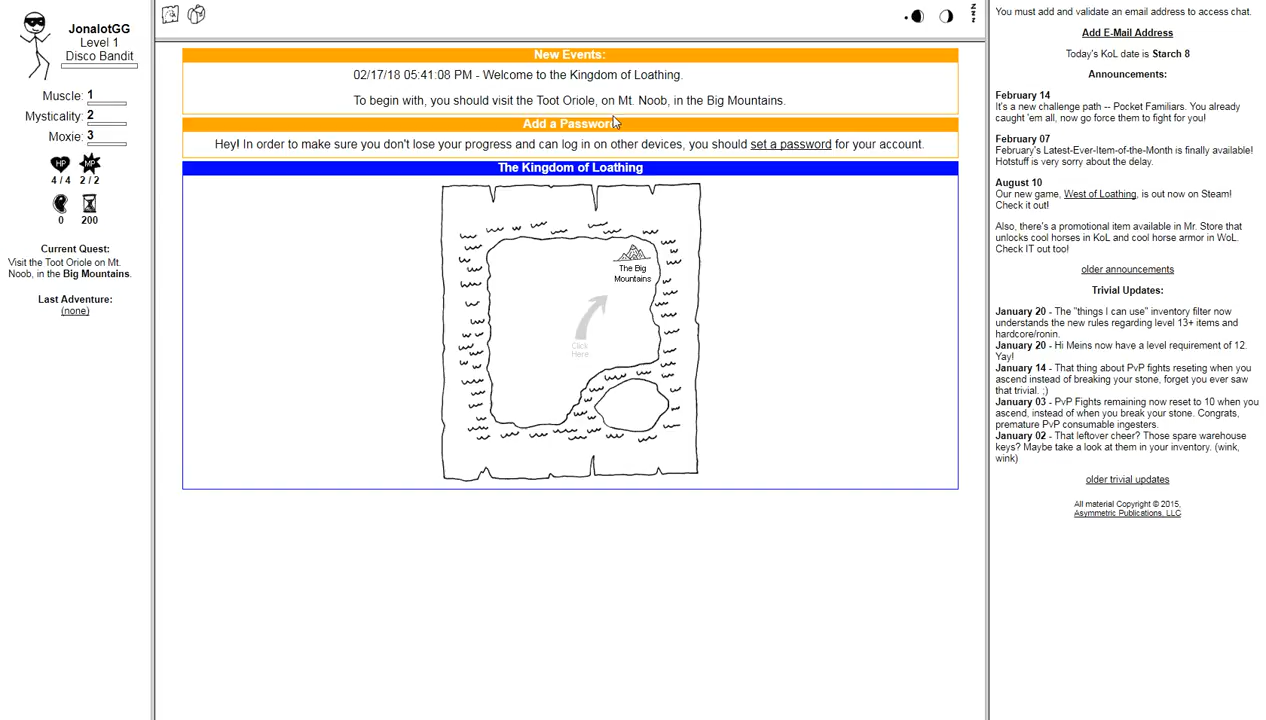 JonalotGG
Level 1
Disco Bandit
Muscle: 1
Mysticality: 2
Moxie: 3
HP
MP
4 / 4
2 / 2
0
200
Current Quest:
Visit the Toot Oriole on Mt.
Noob, in the Big Mountains.
Last Adventure:
(none)
New Events:
02/17/18 05:41:08 PM - Welcome to the Kingdom of Loathing.
To begin with, you should visit the Toot Oriole, on Mt. Noob, in the Big Mountains.
Add a Password
Hey! In order to make sure you don't lose your progress and can log in on other devices, you should set a password for your account.
The Kingdom of Loathing
The Big
Mountains
Click
Here
Z
Z
Z
You must add and validate an email address to access chat.
Add E-Mail Address
Today's KoL date is Starch 8
Announcements:
February 14
It's a new challenge path -- Pocket Familiars. You already
caught 'em all, now go force them to fight for you!
February 07
February's Latest-Ever-Item-of-the-Month is finally available!
Hotstuff is very sorry about the delay.
August 10
Our new game, West of Loathing, is out now on Steam!
Check it out!
Also, there's a promotional item available in Mr. Store that
unlocks cool horses in KoL and cool horse armor in WoL.
Check IT out too!
older announcements
Trivial Updates:
January 20 - The "things I can use" inventory filter now
understands the new rules regarding level 13+ items and
hardcore/ronin.
January 20 - Hi Meins now have a level requirement of 12.
Yay!
January 14 - That thing about PvP fights reseting when you
ascend instead of breaking your stone, forget you ever saw
that trivial. ;)
January 03 - PvP Fights remaining now reset to 10 when you
ascend, instead of when you break your stone. Congrats,
premature PvP consumable ingesters.
January 02 - That leftover cheer? Those spare warehouse
keys? Maybe take a look at them in your inventory. (wink,
wink)
older trivial updates
All material Copyright © 2015,
Asymmetric Publications, LLC